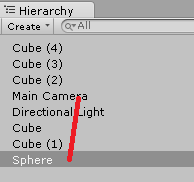 Hierarchy
Create All
Cube (4)
Cube (3)
Cube (2)
Main Camera
Directional Light
Cube
Cube (1)
Sphere